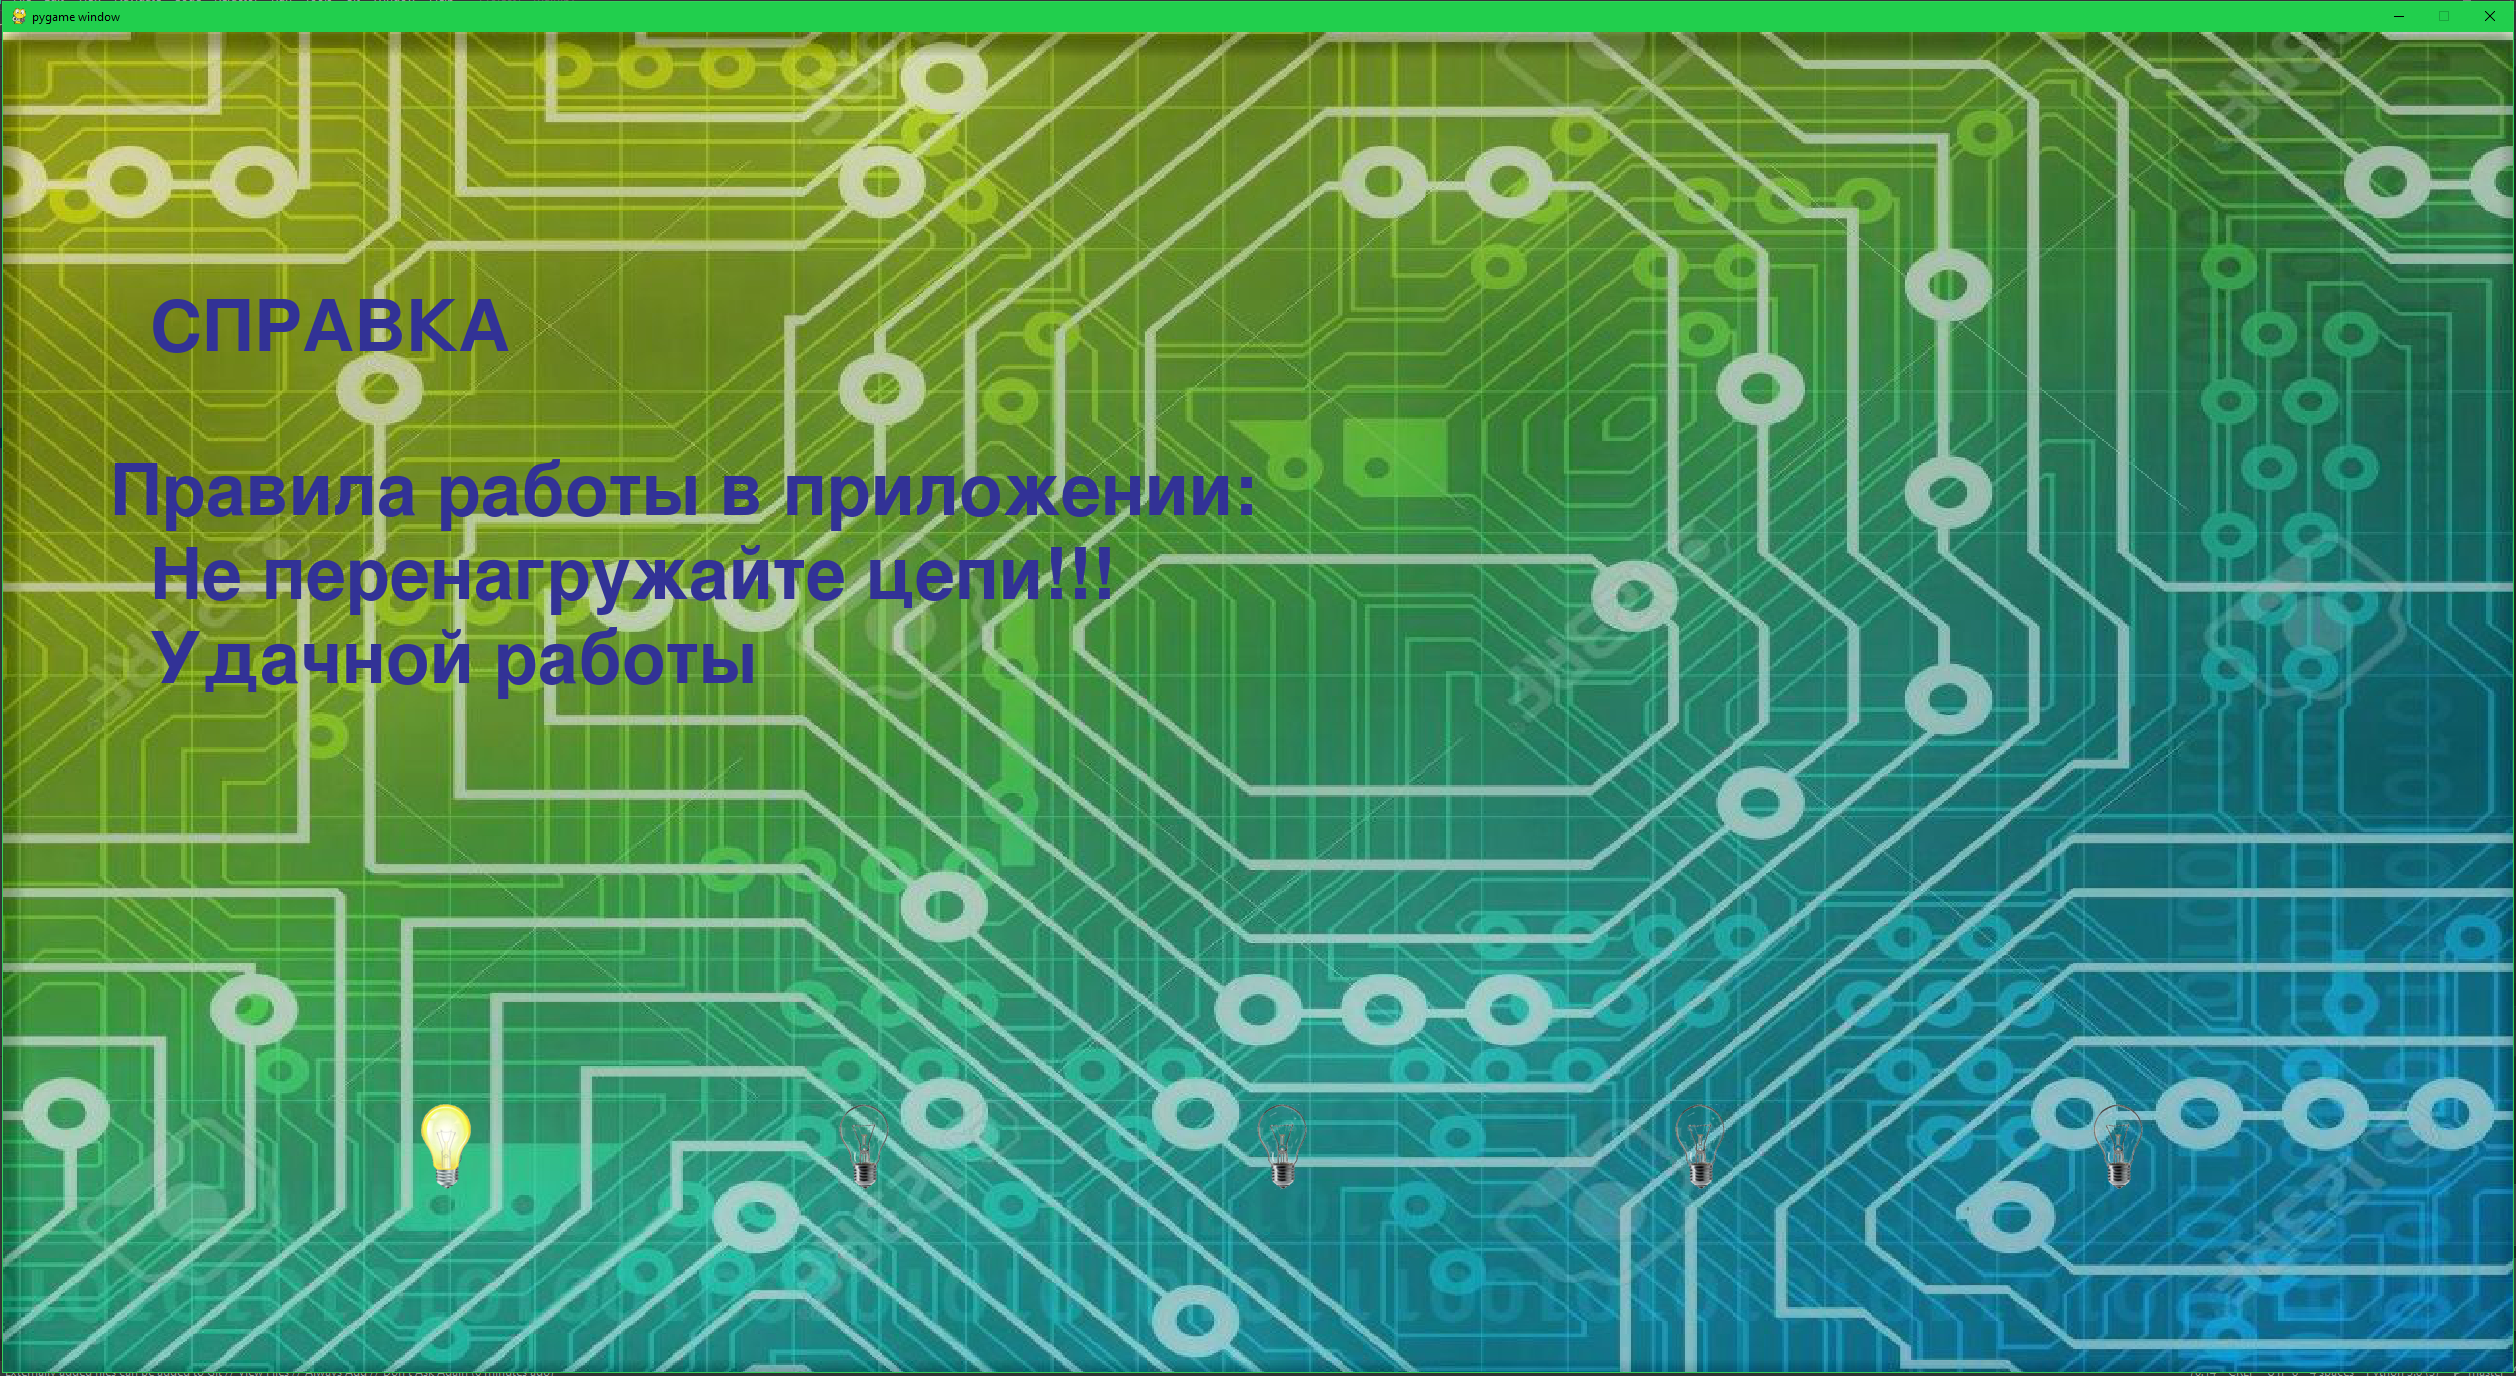 pygame window
СПРАВКА
Правила работы в приложении:
Не перенагружайте цепи!!!
Удачной работы